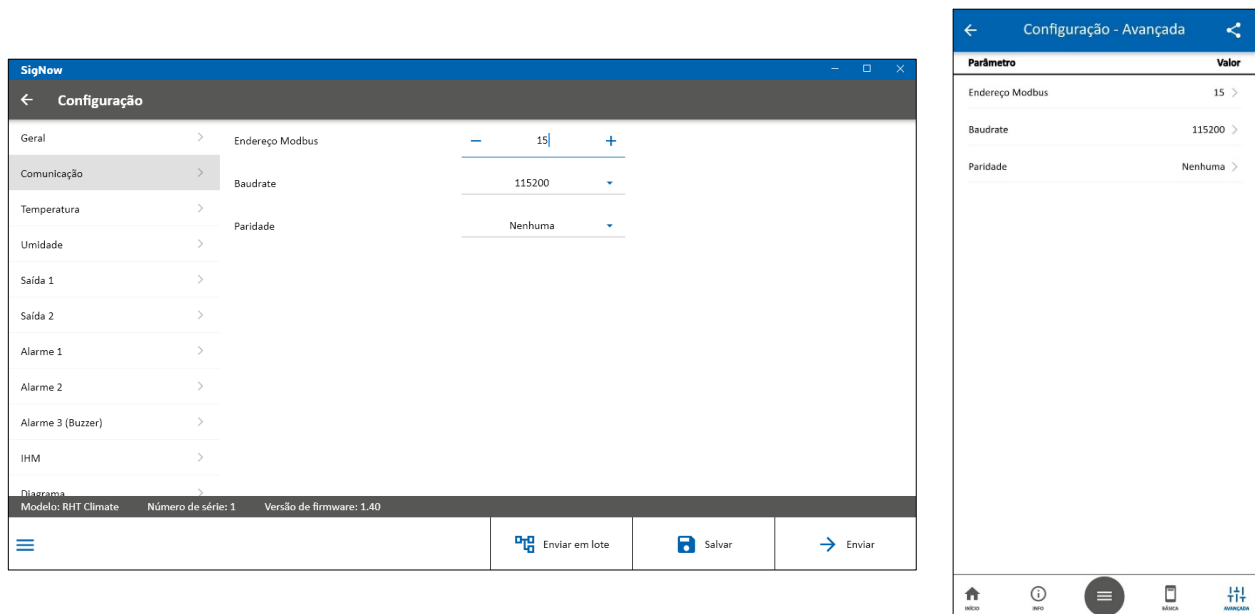 SigNow
Configuração
Geral
Comunicação
Temperatura
Umidade
Saída 1
Saída 2
Alarme 1
Alarme 2
Alarme 3 (Buzzer)
IHM
Diagrama
Endereço Modbus 15
Baudrate 115200
Paridade Nenhuma
Modelo: RHT Climate Número de série: 1 Versão de firmware: 1.40
Enviar em lote Salvar Enviar
Configuração - Avançada
Parâmetro Valor
Endereço Modbus 15
Baudrate 115200
Paridade Nenhuma
INÍCIO INFO BÁSICA AVANÇADA